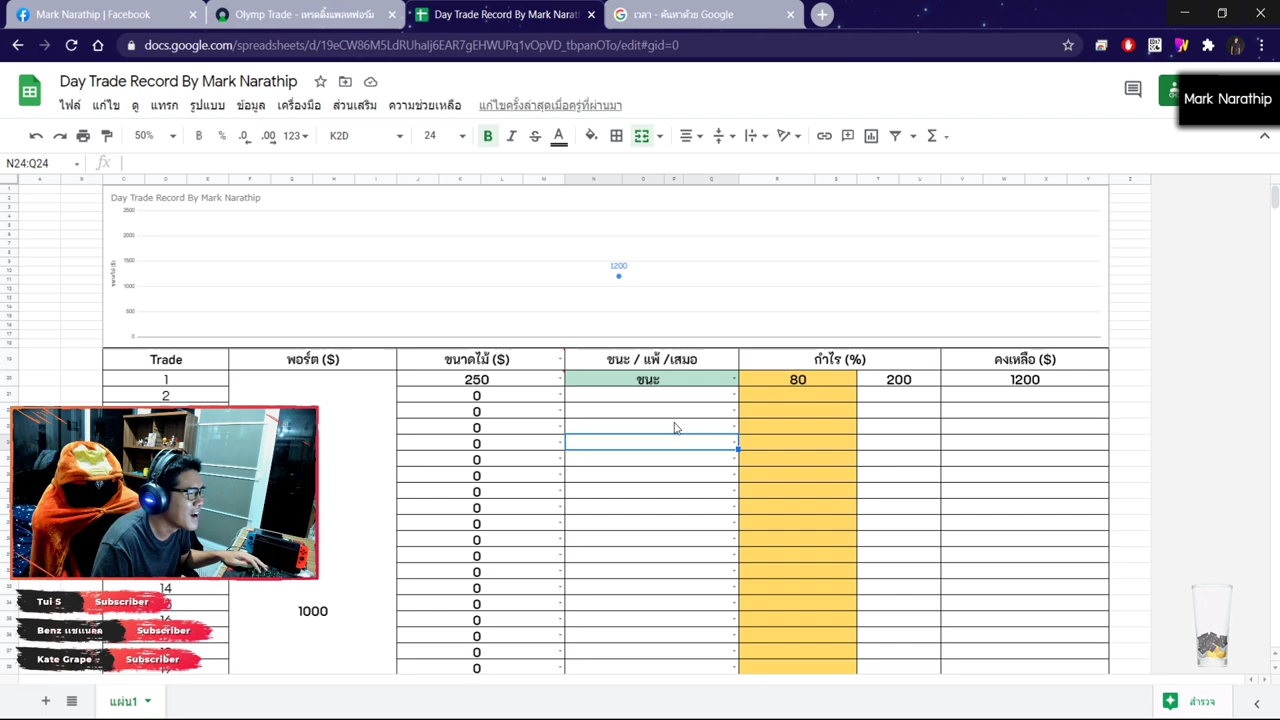 Mark Narathip | Facebook
Olymp Trade - เทรดดิ้งแพลทฟอร์ม
Day Trade Record By Mark Narat
เวลา - ค้นหาด้วย Google
docs.google.com/spreadsheets/d/19eCW86M5LdRUhaIj6EAR7gEHWUPq1vOpVD_tbpanOTo/edit#gid=0
Day Trade Record By Mark Narathip
Mark Narathip
ไฟล์ แก้ไข ดู แทรก รูปแบบ ข้อมูล เครื่องมือ ส่วนเสริม ความช่วยเหลือ แก้ไขครั้งล่าสุดเมื่อครู่ที่ผ่านมา
50% ฿ % .0 .00 123 K2D 24 B I S A Σ
N24:Q24 fx
Day Trade Record By Mark Narathip
2500
2000
1500
1200
1000
500
0
Trade พอร์ต ($) ขนาดไม้ ($) ชนะ / แพ้ /เสมอ กำไร (%) คงเหลือ ($)
1 250 ชนะ 80 200 1200
2 0
0
0
0
0
0
0
0
0
0
0
0
14 0
0
1000
0
0
0
0
Tui S Subscriber
Benz แชแนดล Subscriber
Kate Grape Subscriber
แผ่น1
สำรวจ